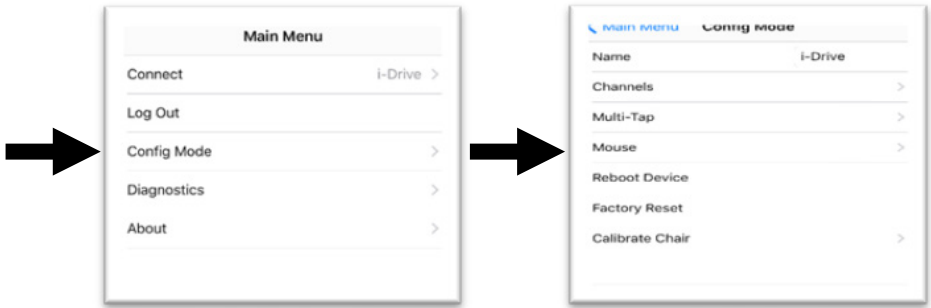 Main Menu
Connect i-Drive >
Log Out
Config Mode >
Diagnostics >
About >
Main Menu Config Mode
Name i-Drive
Channels >
Multi-Tap >
Mouse >
Reboot Device
Factory Reset
Calibrate Chair >